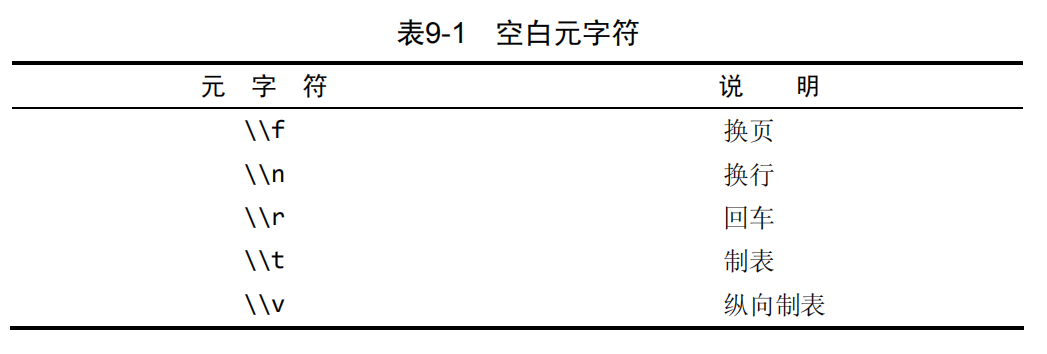 表9-1 空白元字符
元 字 符 说 明
\\f 换页
\\n 换行
\\r 回车
\\t 制表
\\v 纵向制表